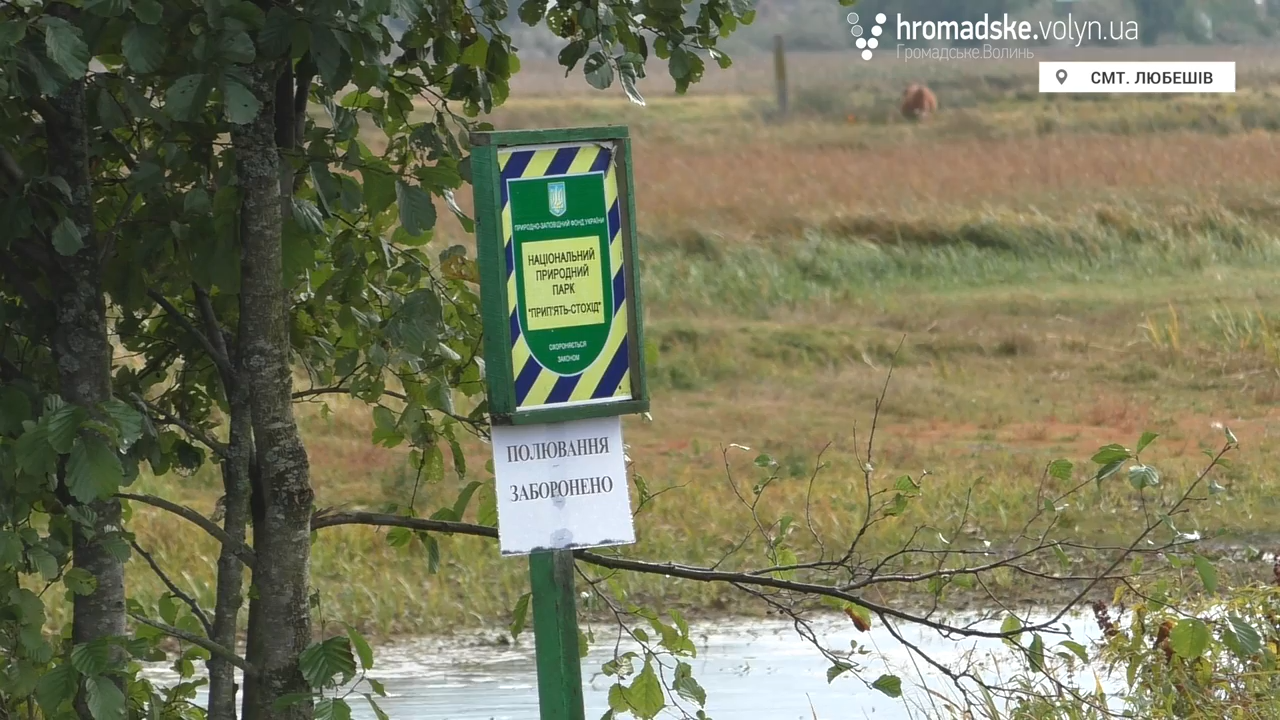 hromadske.volyn.ua
Громадське.Волинь
СМТ. ЛЮБЕШІВ
ПРИРОДНО-ЗАПОВІДНИЙ ФОНД УКРАЇНИ
НАЦІОНАЛЬНИЙ
ПРИРОДНИЙ
ПАРК
"ПРИП'ЯТЬ-СТОХІД"
ОХОРОНЯЄТЬСЯ
ЗАКОНОМ
ПОЛЮВАННЯ
ЗАБОРОНЕНО